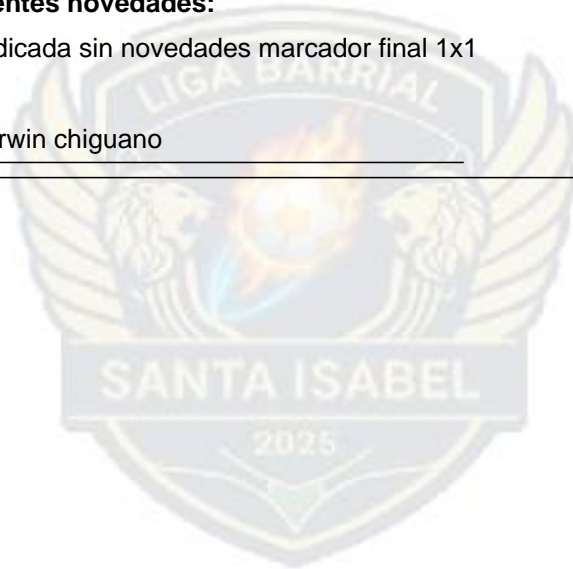 entes novedades:
dicada sin novedades marcador final 1x1
rwin chiguano
LIGA BARRIAL
SANTA ISABEL
2025